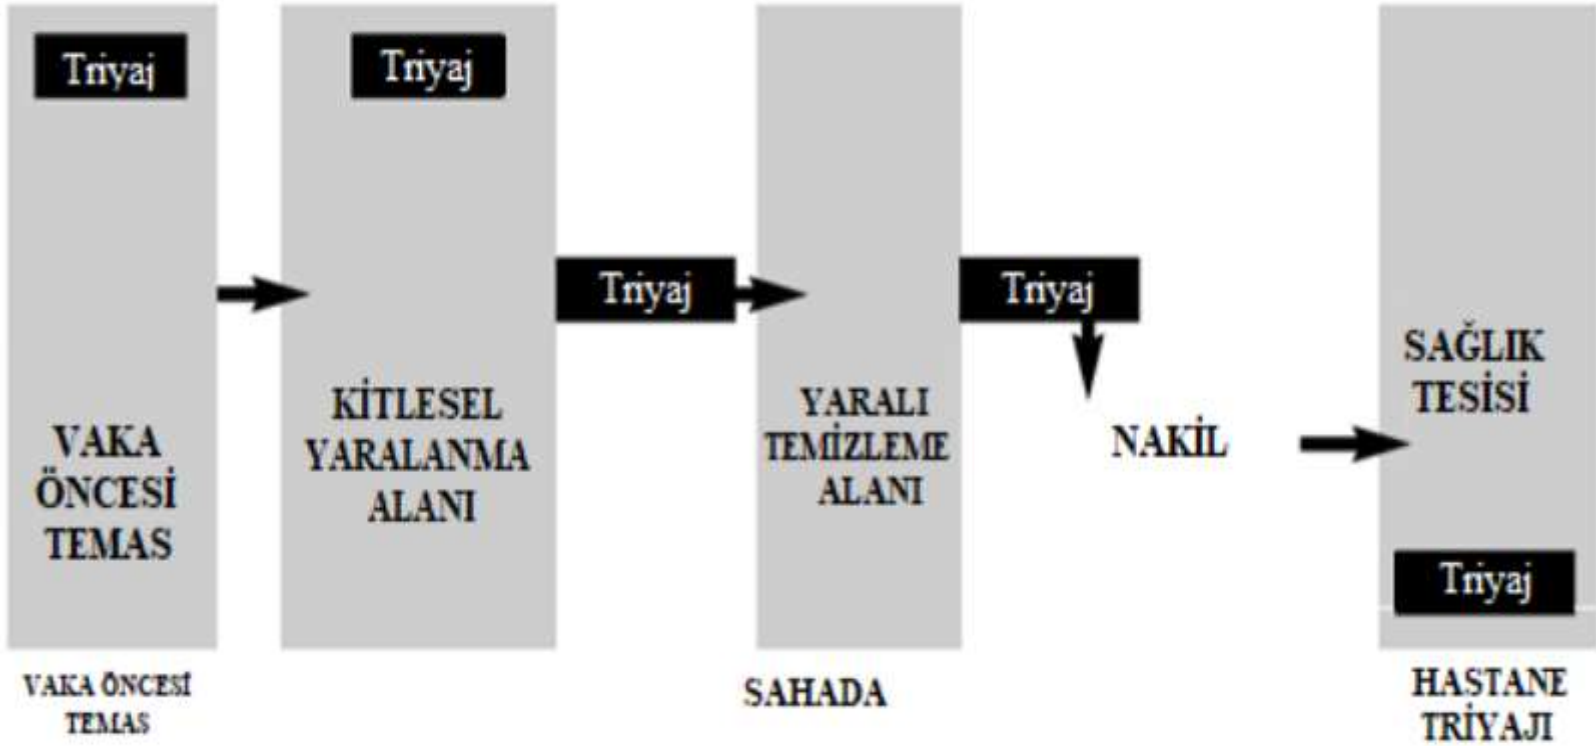 Triyaj
VAKA
ÖNCESİ
TEMAS
Triyaj
KİTLESEL
YARALANMA
ALANI
Triyaj
YARALI
TEMİZLEME
ALANI
Triyaj
NAKİL
SAĞLIK
TESİSİ
Triyaj
VAKA ÖNCESİ
TEMAS
SAHADA
HASTANE
TRİYAJI